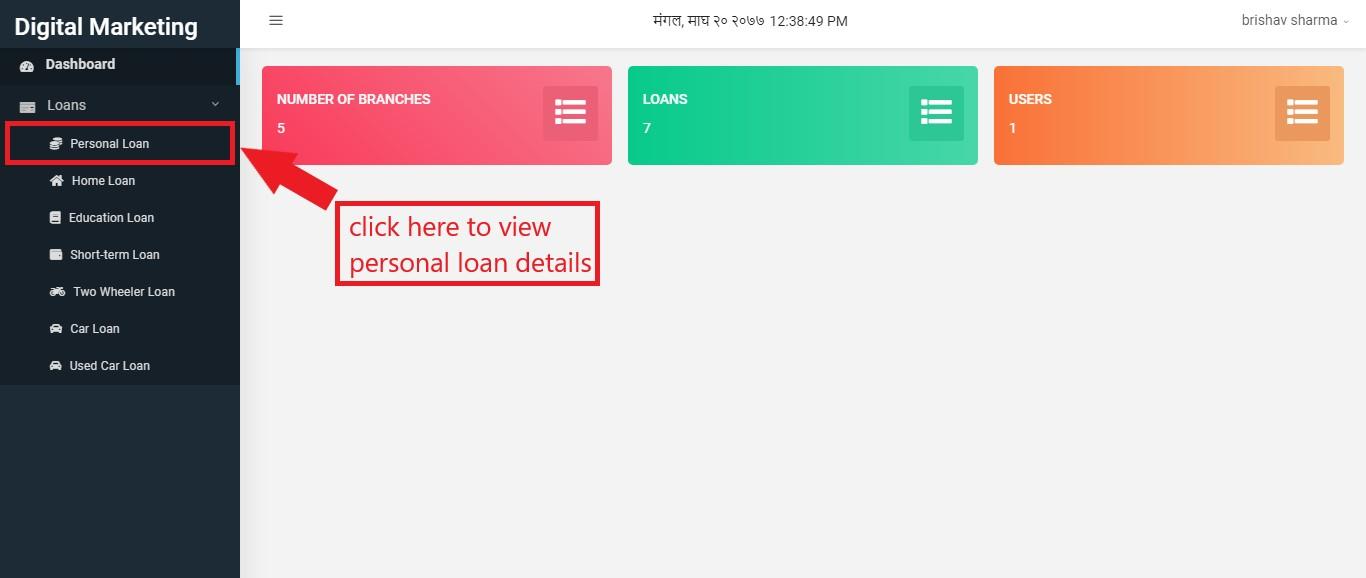 Digital Marketing
मंगल, माघ २० २०७७ 12:38:49 PM
brishav sharma
Dashboard
Loans
Personal Loan
Home Loan
Education Loan
Short-term Loan
Two Wheeler Loan
Car Loan
Used Car Loan
NUMBER OF BRANCHES
5
LOANS
7
USERS
1
click here to view
personal loan details